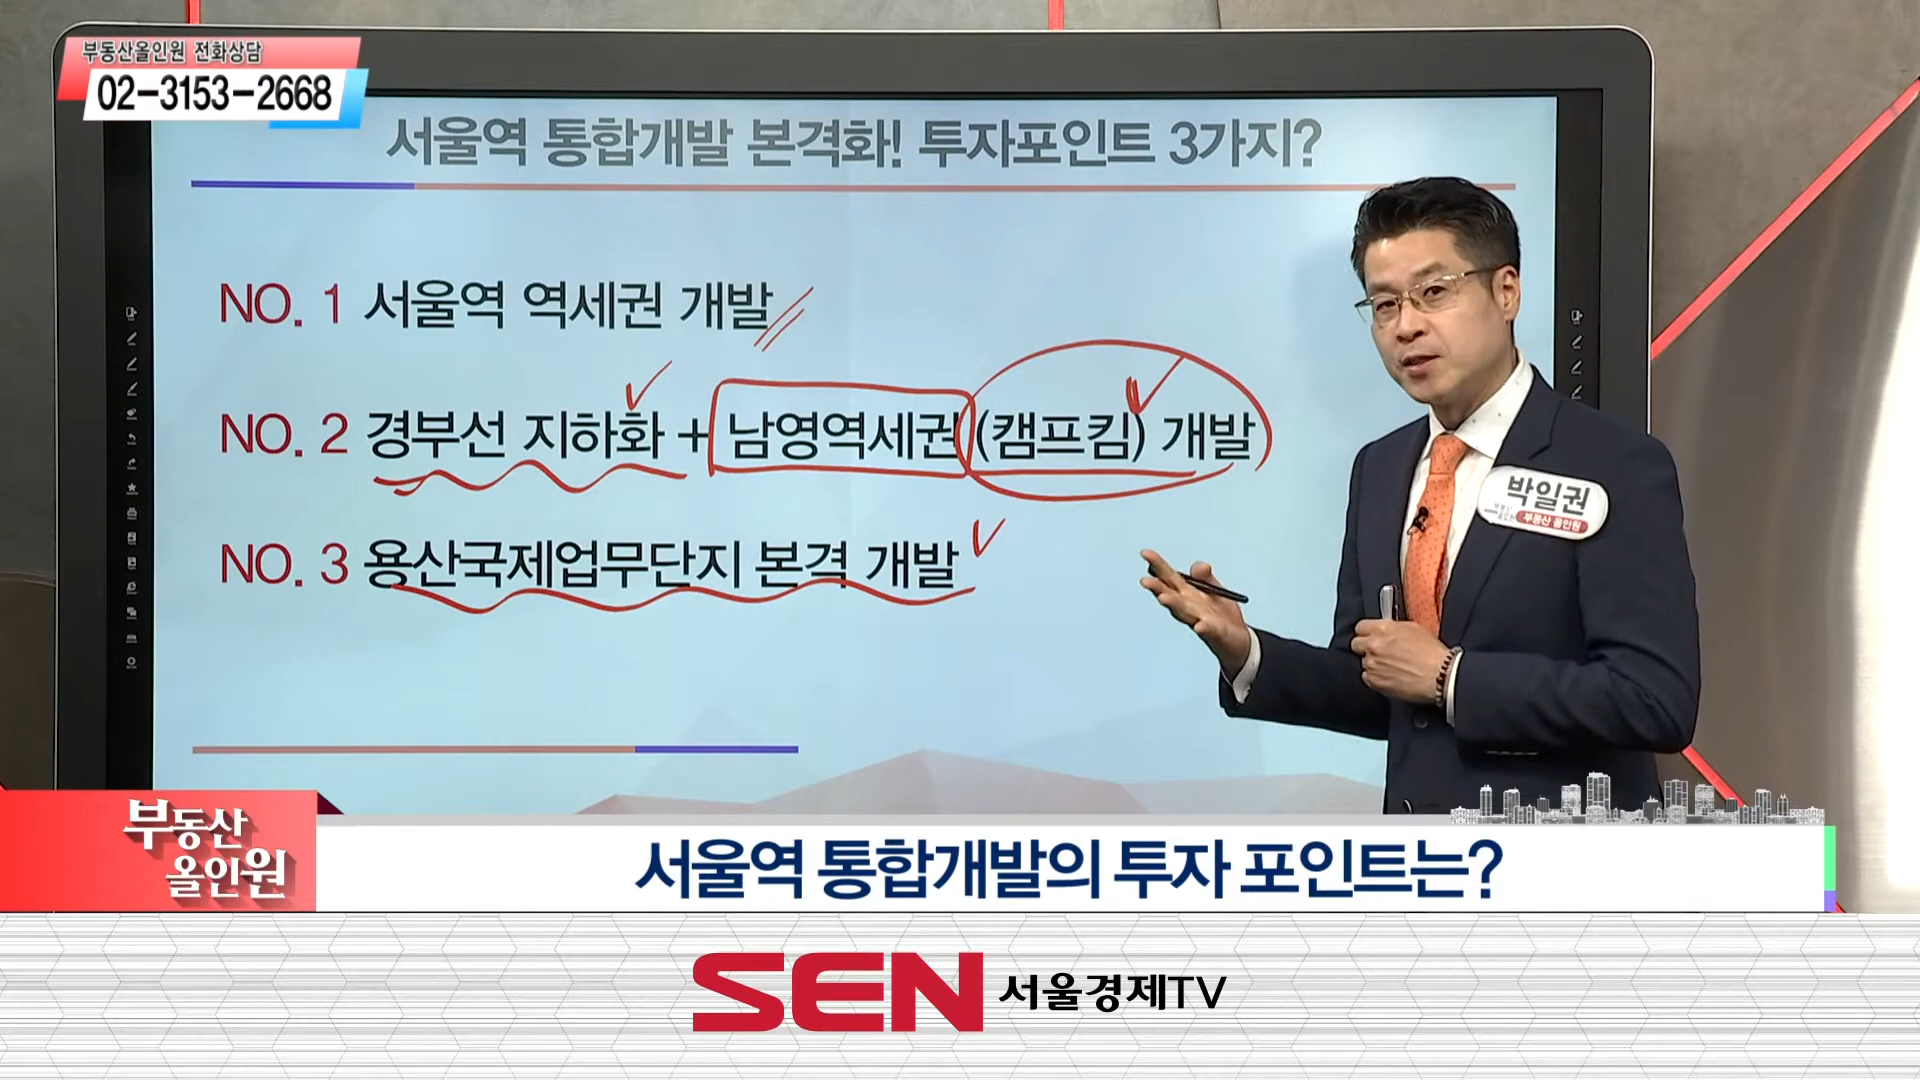 부동산올인원 전화상담
02-3153-2668
서울역 통합개발 본격화! 투자포인트 3가지?
NO. 1 서울역 역세권 개발
NO. 2 경부선 지하화 + 남영역세권 (캠프킴) 개발
NO. 3 용산국제업무단지 본격 개발
박일권
부동산 올인원
부동산
올인원
서울역 통합개발의 투자 포인트는?
SEN 서울경제TV